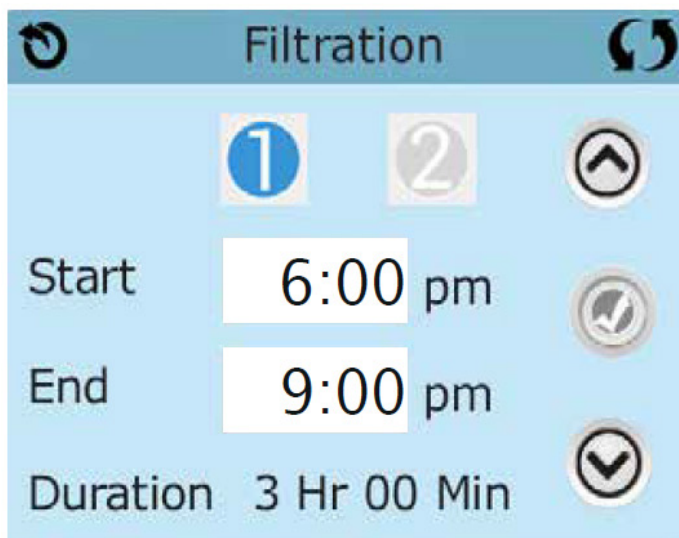 Filtration
1 2
Start 6:00 pm
End 9:00 pm
Duration 3 Hr 00 Min